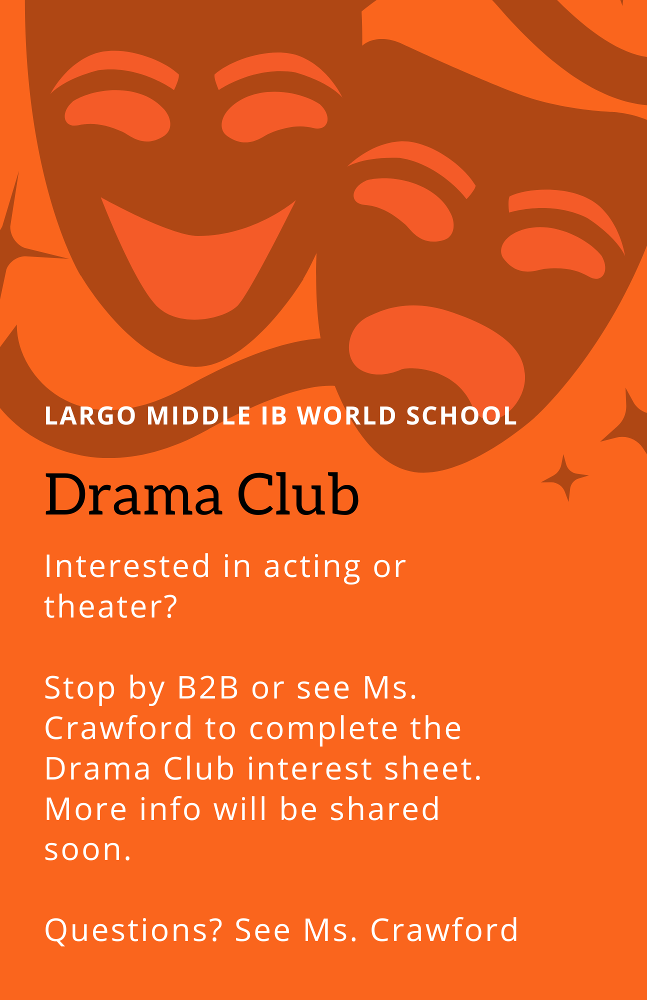 LARGO MIDDLE IB WORLD SCHOOL
Drama Club
Interested in acting or
theater?
Stop by B2B or see Ms.
Crawford to complete the
Drama Club interest sheet.
More info will be shared
soon.
Questions? See Ms. Crawford